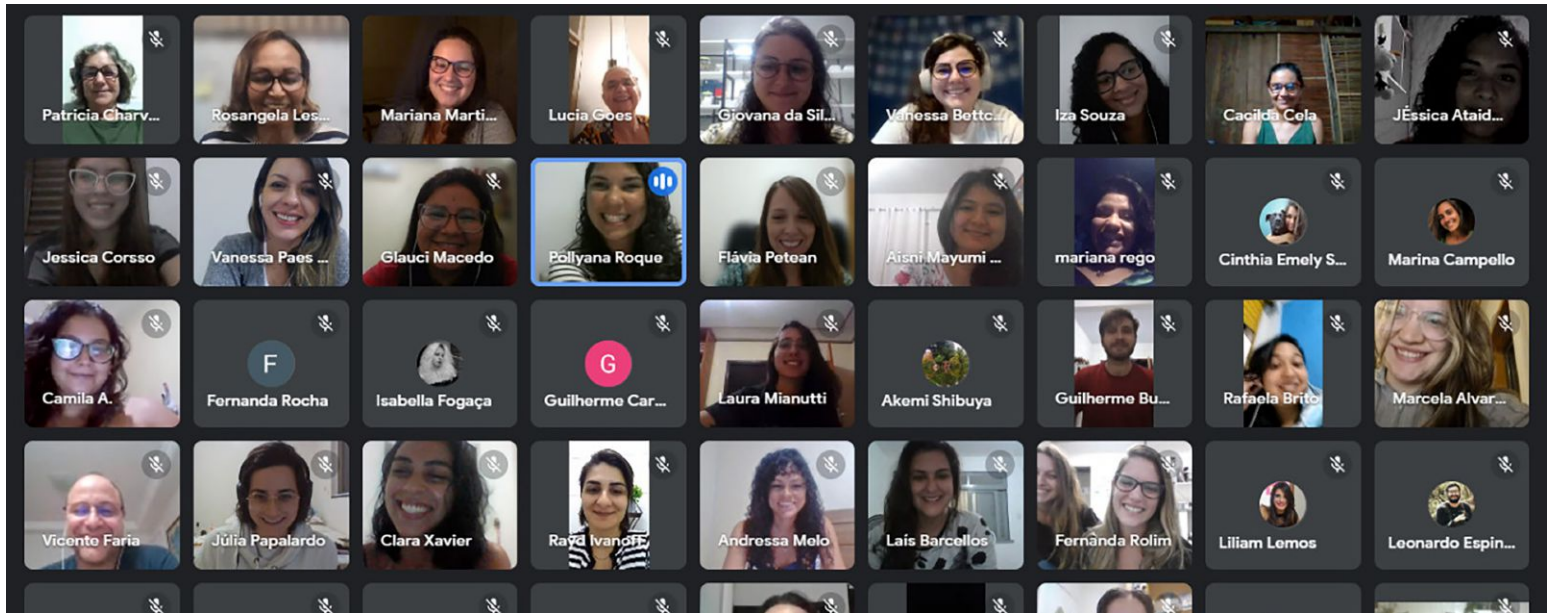 Patricia Charv...
Rosangela Les...
Mariana Marti...
Lucia Goes
Giovana da Sil...
Vanessa Bettc...
Iza Souza
Cacilda Cela
JÉssica Ataid...
Jessica Corsso
Vanessa Paes ...
Glauci Macedo
Pollyana Roque
Flávia Petean
Aisni Mayumi ...
mariana rego
Cinthia Emely S...
Marina Campello
Camila A.
F
Fernanda Rocha
Isabella Fogaça
G
Guilherme Car...
Laura Mianutti
Akemi Shibuya
Guilherme Bu...
Rafaela Brito
Marcela Alvar...
Vicente Faria
Júlia Papalardo
Clara Xavier
Rayd Ivanoff
Andressa Melo
Laís Barcellos
Fernanda Rolim
Liliam Lemos
Leonardo Espin...